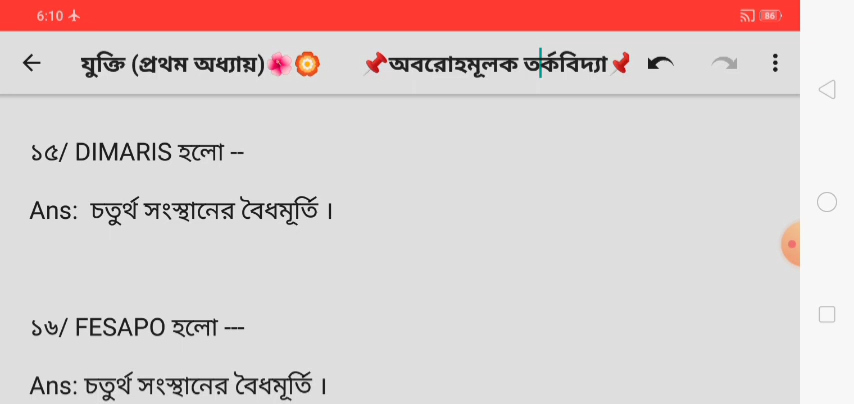 6:10
86
যুক্তি (প্রথম অধ্যায়)🌺🏵️ 📌অবরোহমূলক তর্কবিদ্যা📌
১৫/ DIMARIS হলো --
Ans: চতুর্থ সংস্থানের বৈধমূর্তি ।
১৬/ FESAPO হলো ---
Ans: চতুর্থ সংস্থানের বৈধমূর্তি ।